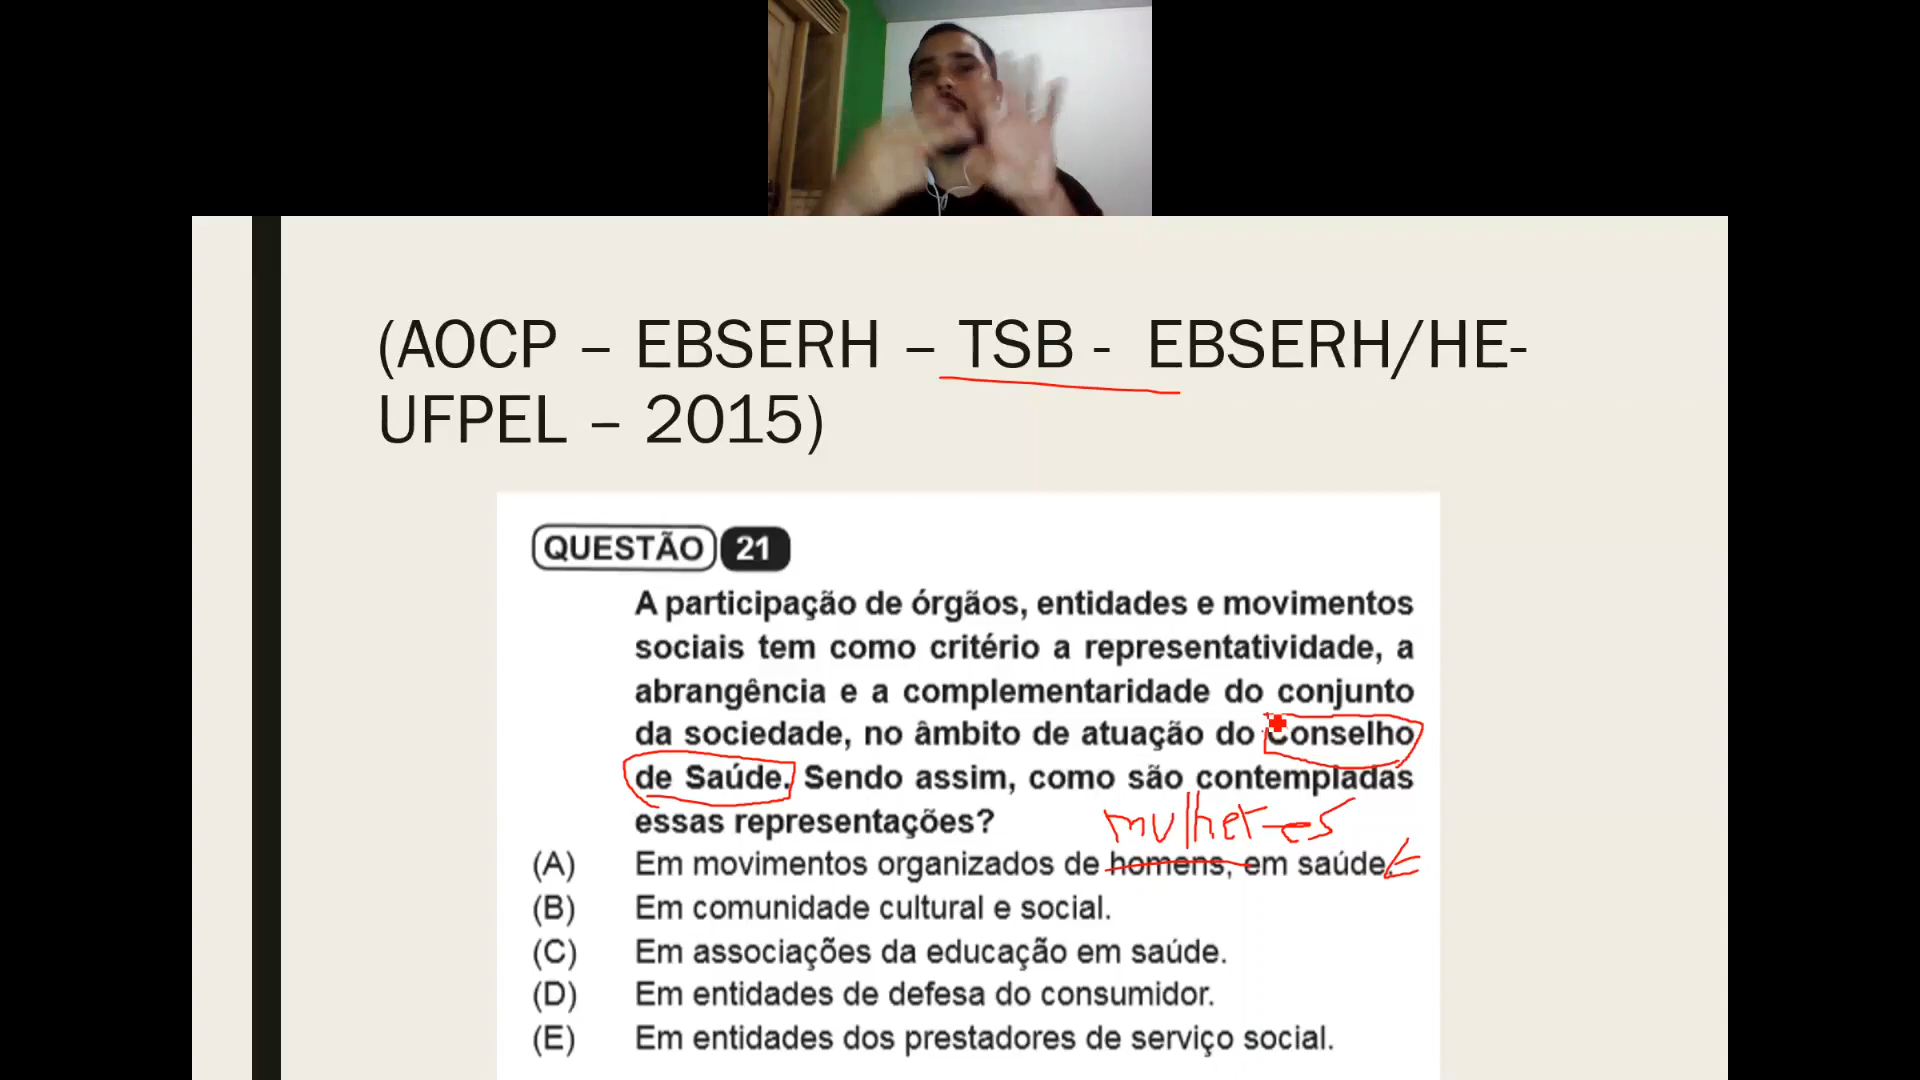 (AOCP – EBSERH – TSB - EBSERH/HE-
UFPEL – 2015)
QUESTÃO 21
A participação de órgãos, entidades e movimentos
sociais tem como critério a representatividade, a
abrangência e a complementaridade do conjunto
da sociedade, no âmbito de atuação do Conselho
de Saúde. Sendo assim, como são contempladas
essas representações?
mulheres
(A) Em movimentos organizados de homens, em saúde.
(B) Em comunidade cultural e social.
(C) Em associações da educação em saúde.
(D) Em entidades de defesa do consumidor.
(E) Em entidades dos prestadores de serviço social.